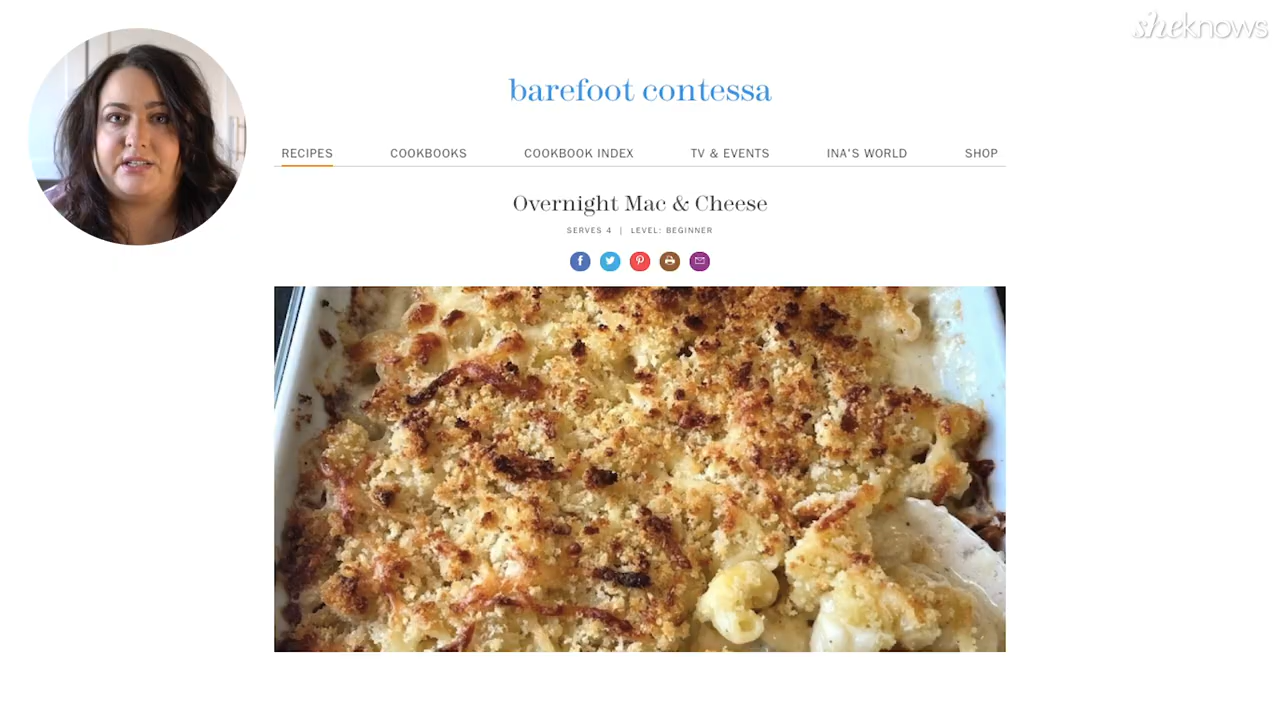 sheknows
barefoot contessa
RECIPES COOKBOOKS COOKBOOK INDEX TV & EVENTS INA'S WORLD SHOP
Overnight Mac & Cheese
SERVES 4 | LEVEL: BEGINNER